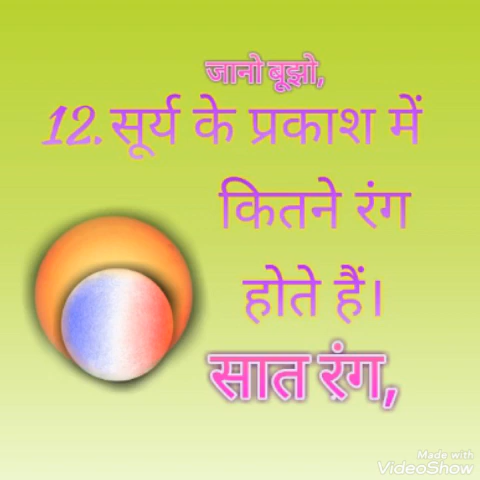 जानो बूझो,
12. सूर्य के प्रकाश में
कितने रंग
होते हैं।
सात रंग,
Made with
VideoShow